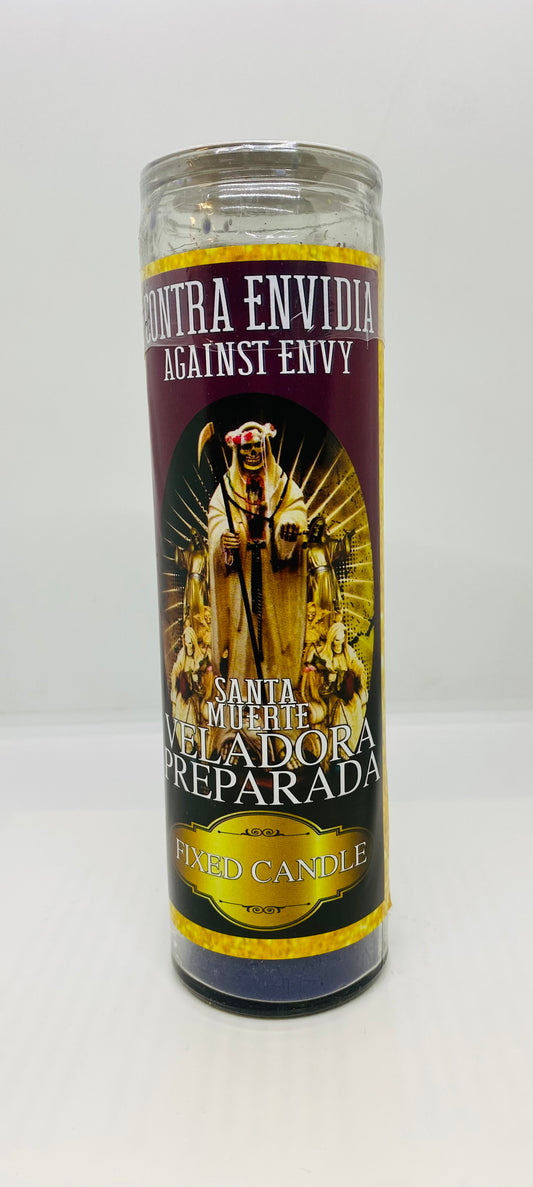 CONTRA ENVIDIA
AGAINST ENVY
SANTA
MUERTE
VELADORA
PREPARADA
FIXED CANDLE